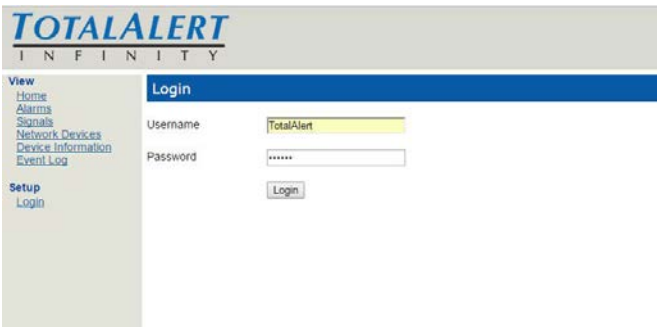 TOTALALERT
INFINITY
View
Home
Alarms
Signals
Network Devices
Device Information
Event Log
Setup
Login
Login
Username
TotalAlert
Password
••••••
Login